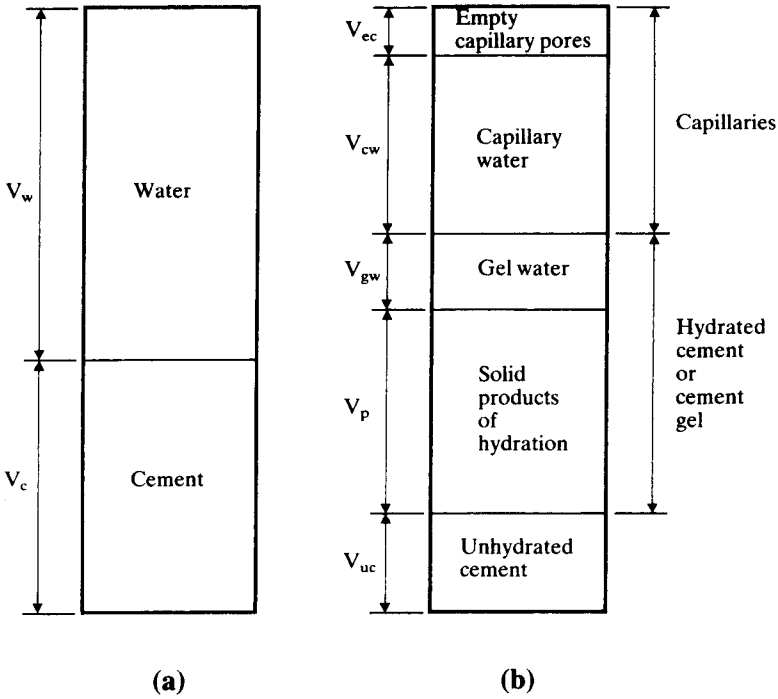 V_w
Water
V_c
Cement
(a)
V_ec
Empty
capillary pores
V_cw
Capillary
water
Capillaries
V_gw
Gel water
V_p
Solid
products
of
hydration
Hydrated
cement
or
cement
gel
V_uc
Unhydrated
cement
(b)